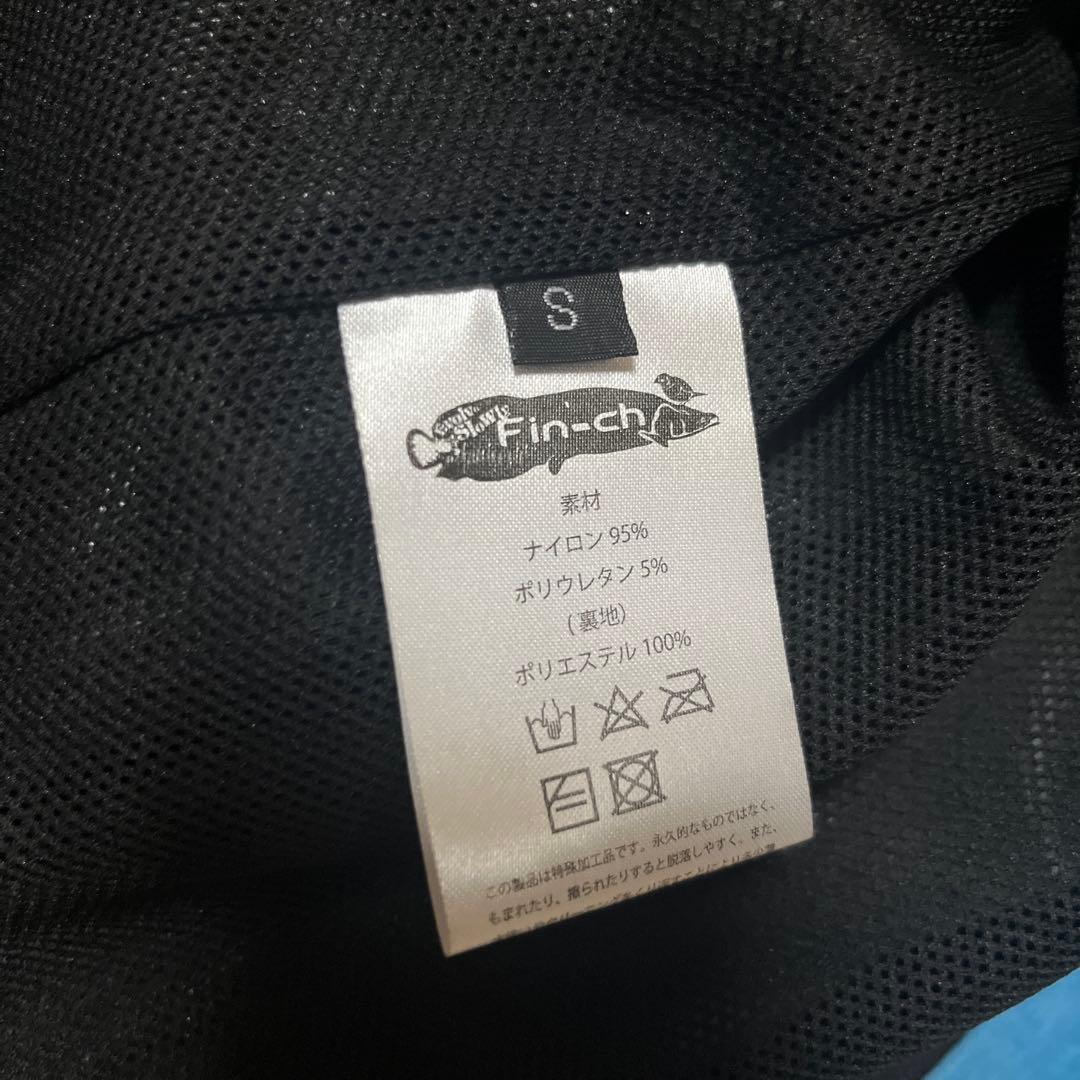 S
Fin-ch
素材
ナイロン 95%
ポリウレタン 5%
(裏地)
ポリエステル 100%
この製品は特殊加工品です。永久的なものではなく、
もまれたり、擦られたりすると脱落しやすく、また、